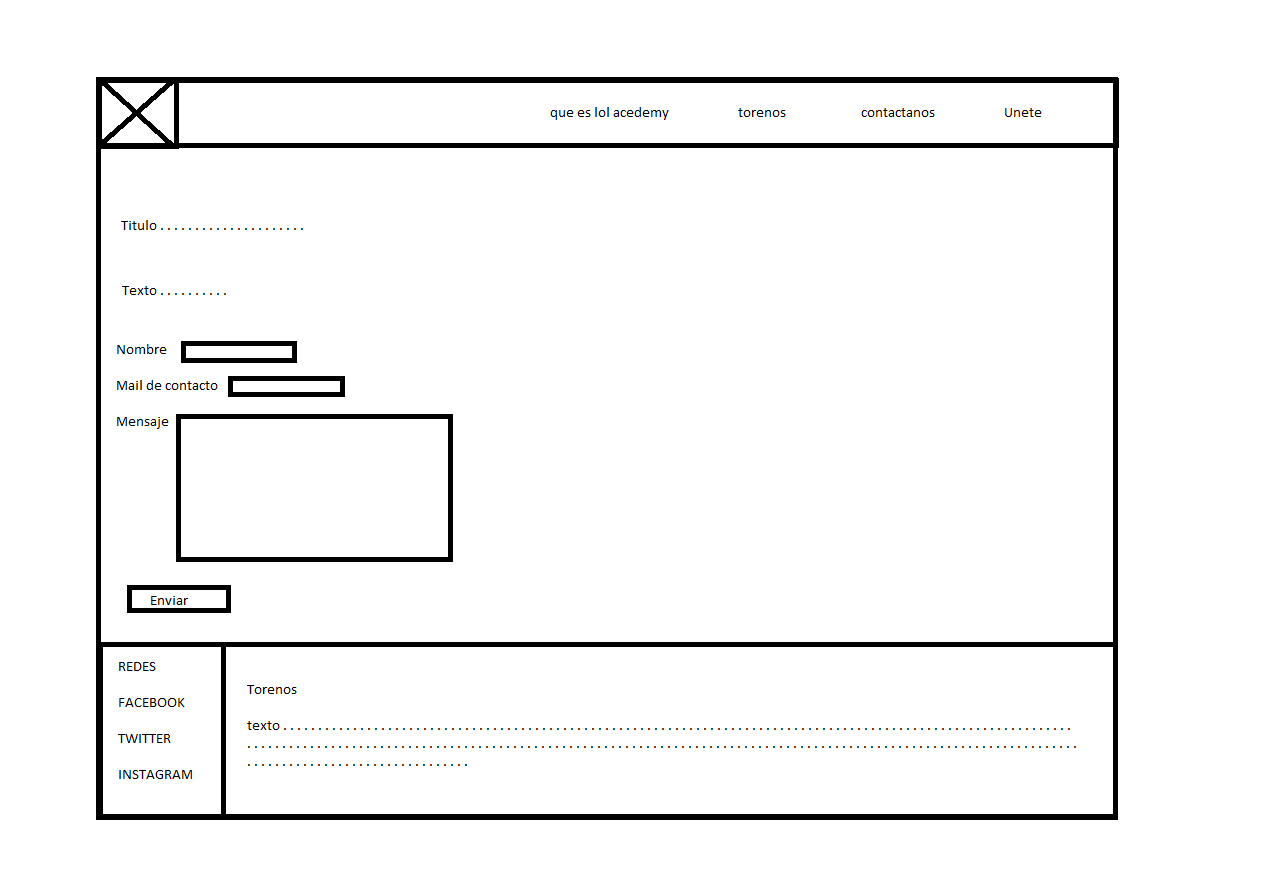 que es lol acedemy torenos contactanos Unete
Titulo . . . . . . . . . . . . . . . . . . . . .
Texto . . . . . . . . . .
Nombre
Mail de contacto
Mensaje
Enviar
REDES
FACEBOOK
TWITTER
INSTAGRAM
Torenos
texto . . . . . . . . . . . . . . . . . . . . . . . . . . . . . . . . . . . . . . . . . . . . . . . . . . . . . . . . . . . . . . . . . . . . . . . . . . . . . . . . . . . . . . . . . . . . . . . . . . . . . . . . . . . . . . . . . .
. . . . . . . . . . . . . . . . . . . . . . . . . . . . . . . . . . . . . . . . . . . . . . . . . . . . . . . . . . . . . . . . . . . . . . . . . . . . . . . . . . . . . . . . . . . . . . . . . . . . . . . . . . . . . . . . . . . . . . . .
. . . . . . . . . . . . . . . . . . . . . . . . . . . . . . . .